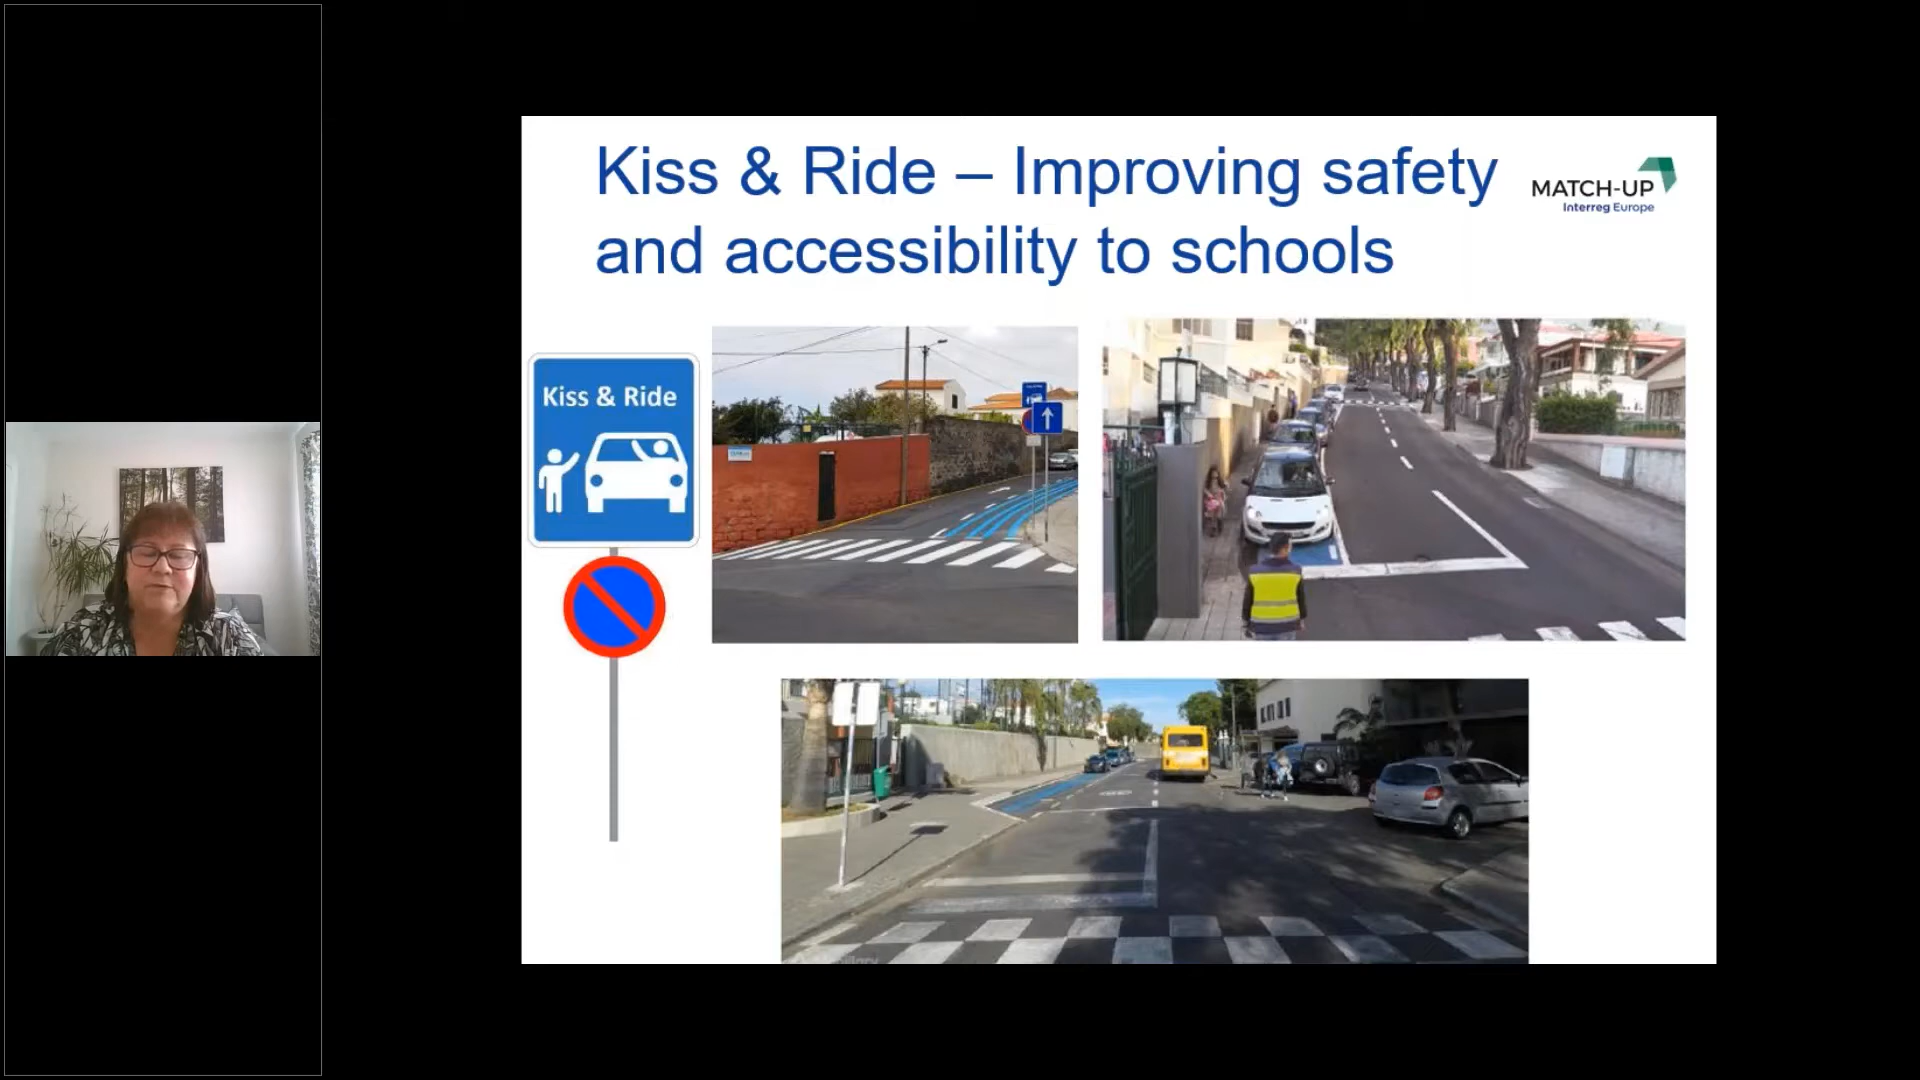 Kiss & Ride – Improving safety
and accessibility to schools
MATCH-UP
Interreg Europe
Kiss & Ride